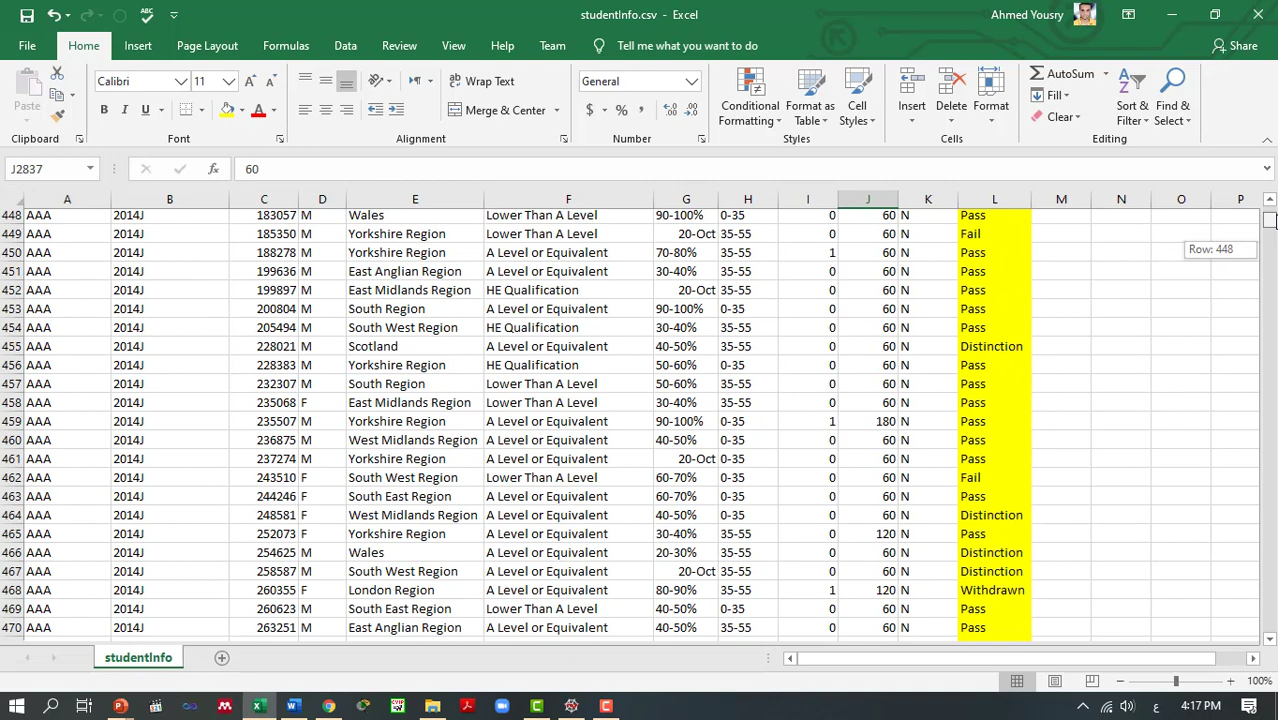 studentInfo.csv - Excel
Ahmed Yousry
File Home Insert Page Layout Formulas Data Review View Help Team Tell me what you want to do Share
Paste
Calibri 11
Wrap Text
General
AutoSum
Fill
Clear
B I U
Merge & Center
$ % ,
Conditional Formatting
Format Table
Cell Styles
Insert Delete Format
Sort & Filter
Find & Select
Clipboard Font Alignment Number Styles Cells Editing
J2837 fx 60
A B C D E F G H I J K L M N O P
448 AAA 2014J 183057 M Wales Lower Than A Level 90-100% 0-35 0 60 N Pass
449 AAA 2014J 185350 M Yorkshire Region Lower Than A Level 20-Oct 35-55 0 60 N Fail
450 AAA 2014J 188278 M Yorkshire Region A Level or Equivalent 70-80% 35-55 1 60 N Pass
Row: 448
451 AAA 2014J 199636 M East Anglian Region A Level or Equivalent 30-40% 35-55 0 60 N Pass
452 AAA 2014J 199897 M East Midlands Region HE Qualification 20-Oct 35-55 0 60 N Pass
453 AAA 2014J 200804 M South Region A Level or Equivalent 90-100% 0-35 0 60 N Pass
454 AAA 2014J 205494 M South West Region HE Qualification 30-40% 35-55 0 60 N Pass
455 AAA 2014J 228021 M Scotland A Level or Equivalent 40-50% 35-55 0 60 N Distinction
456 AAA 2014J 228383 M Yorkshire Region HE Qualification 50-60% 35-55 0 60 N Pass
457 AAA 2014J 232307 M South Region Lower Than A Level 50-60% 35-55 0 60 N Pass
458 AAA 2014J 235068 F East Midlands Region Lower Than A Level 30-40% 35-55 0 60 N Pass
459 AAA 2014J 235507 M Yorkshire Region A Level or Equivalent 90-100% 0-35 1 180 N Pass
460 AAA 2014J 236875 M West Midlands Region A Level or Equivalent 40-50% 0-35 0 60 N Pass
461 AAA 2014J 237274 M Yorkshire Region A Level or Equivalent 20-Oct 0-35 0 60 N Pass
462 AAA 2014J 243510 F South West Region Lower Than A Level 60-70% 35-55 0 60 N Fail
463 AAA 2014J 244246 F South East Region A Level or Equivalent 60-70% 0-35 0 60 N Pass
464 AAA 2014J 248581 F West Midlands Region A Level or Equivalent 40-50% 0-35 0 60 N Distinction
465 AAA 2014J 252073 F Yorkshire Region A Level or Equivalent 30-40% 35-55 0 120 N Pass
466 AAA 2014J 254625 M Wales A Level or Equivalent 20-30% 35-55 0 60 N Distinction
467 AAA 2014J 258587 M South West Region A Level or Equivalent 20-Oct 35-55 0 60 N Distinction
468 AAA 2014J 260355 F London Region A Level or Equivalent 80-90% 35-55 1 120 N Withdrawn
469 AAA 2014J 260623 M South East Region Lower Than A Level 40-50% 0-35 0 60 N Pass
470 AAA 2014J 263251 M East Anglian Region A Level or Equivalent 40-50% 35-55 0 60 N Pass
studentInfo
100%
ع 4:17 PM